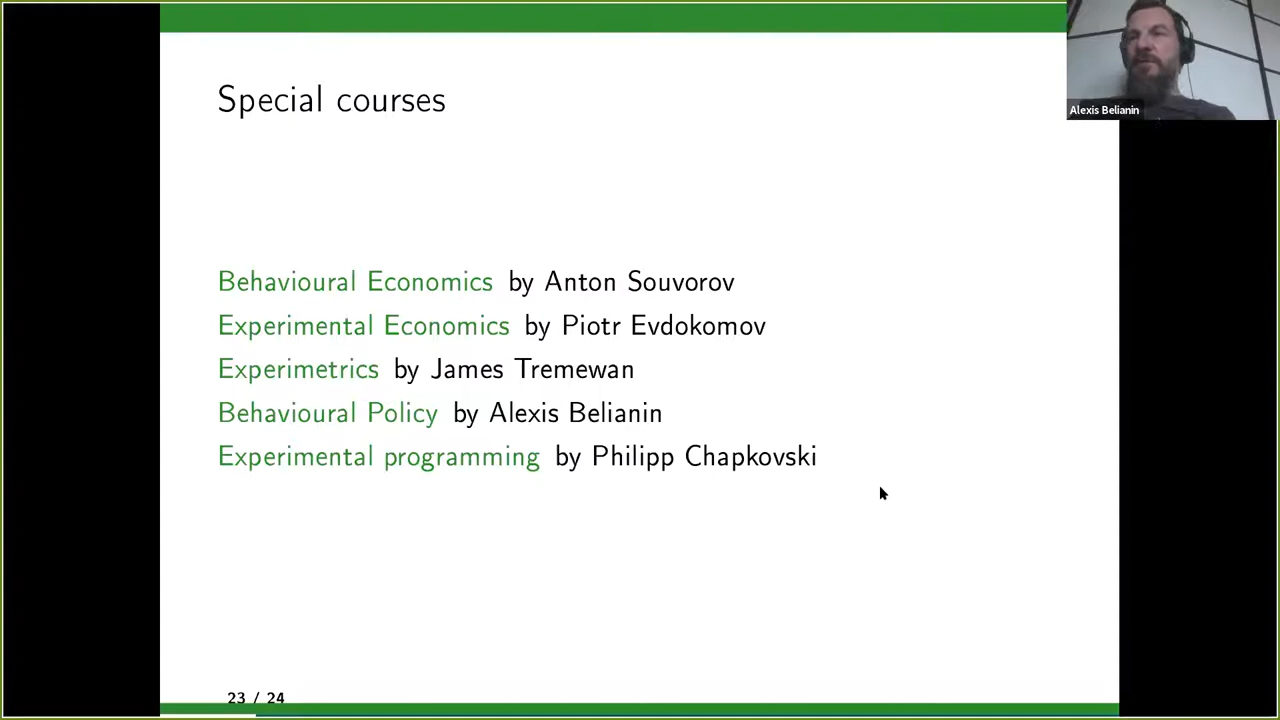 Special courses
Alexis Belianin
Behavioural Economics by Anton Souvorov
Experimental Economics by Piotr Evdokomov
Experimetrics by James Tremewan
Behavioural Policy by Alexis Belianin
Experimental programming by Philipp Chapkovski
23 / 24